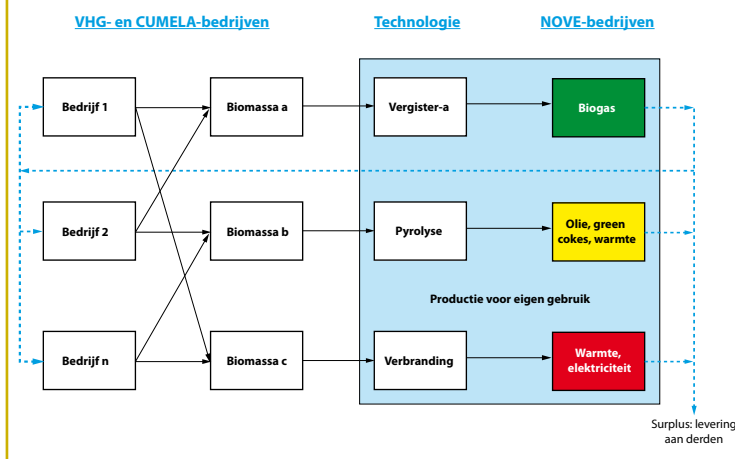 VHG- en CUMELA-bedrijven
Technologie
NOVE-bedrijven
Bedrijf 1
Biomassa a
Vergister-a
Biogas
Bedrijf 2
Biomassa b
Pyrolyse
Olie, green
cokes, warmte
Productie voor eigen gebruik
Bedrijf n
Biomassa c
Verbranding
Warmte,
elektriciteit
Surplus: levering
aan derden